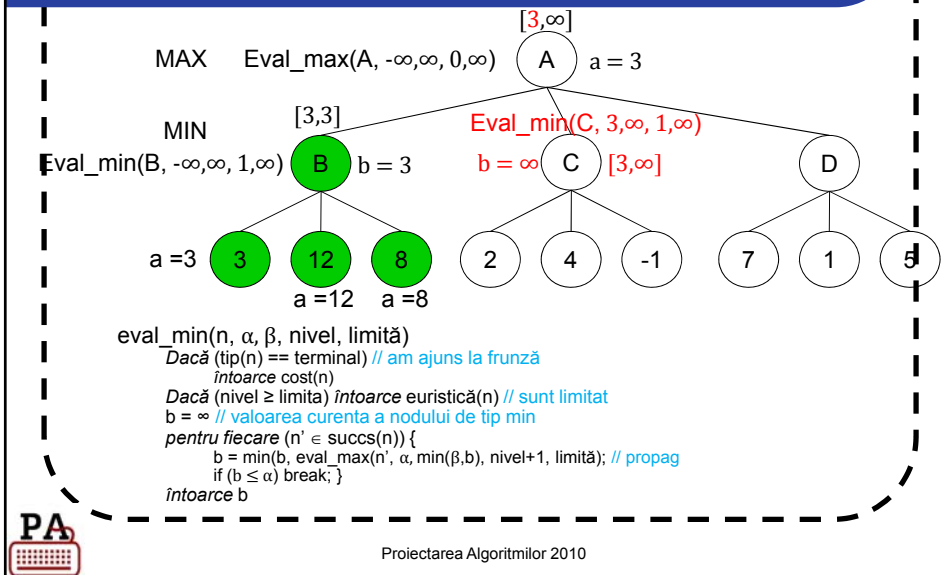 [3,∞]
MAX Eval_max(A, -∞,∞, 0,∞) A a = 3
[3,3]
MIN Eval_min(C, 3,∞, 1,∞)
Eval_min(B, -∞,∞, 1,∞) B b = 3 b = ∞ C [3,∞] D
a =3 3 12 8 2 4 -1 7 1 5
a =12 a =8
eval_min(n, α, β, nivel, limită)
Dacă (tip(n) == terminal) // am ajuns la frunză
întoarce cost(n)
Dacă (nivel ≥ limita) întoarce euristică(n) // sunt limitat
b = ∞ // valoarea curenta a nodului de tip min
pentru fiecare (n' ∈ succs(n)) {
b = min(b, eval_max(n', α, min(β,b), nivel+1, limită); // propag
if (b ≤ α) break; }
întoarce b
PA
Proiectarea Algoritmilor 2010